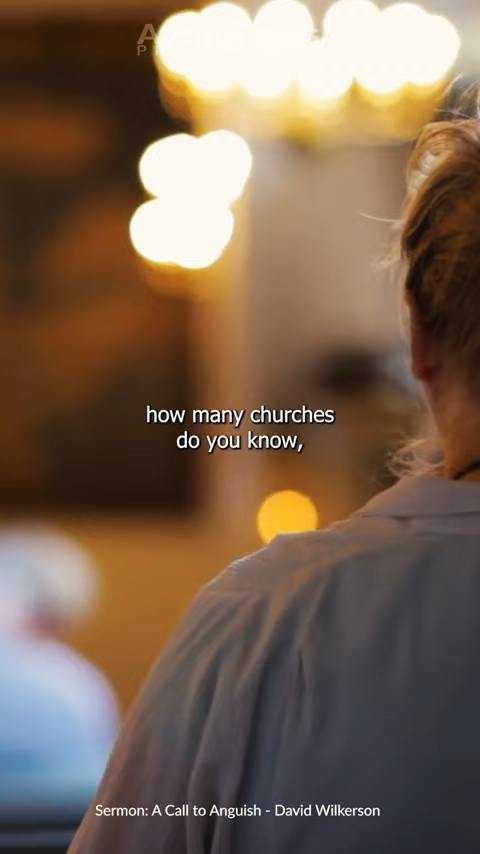 how many churches
do you know,
Sermon: A Call to Anguish - David Wilkerson